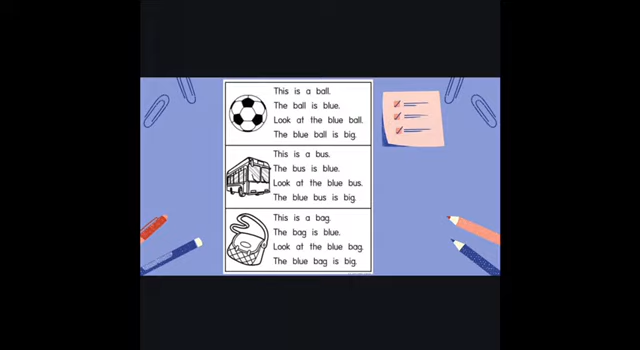 This is a ball.
The ball is blue.
Look at the blue ball.
The blue ball is big.
This is a bus.
The bus is blue.
Look at the blue bus.
The blue bus is big.
This is a bag.
The bag is blue.
Look at the blue bag.
The blue bag is big.